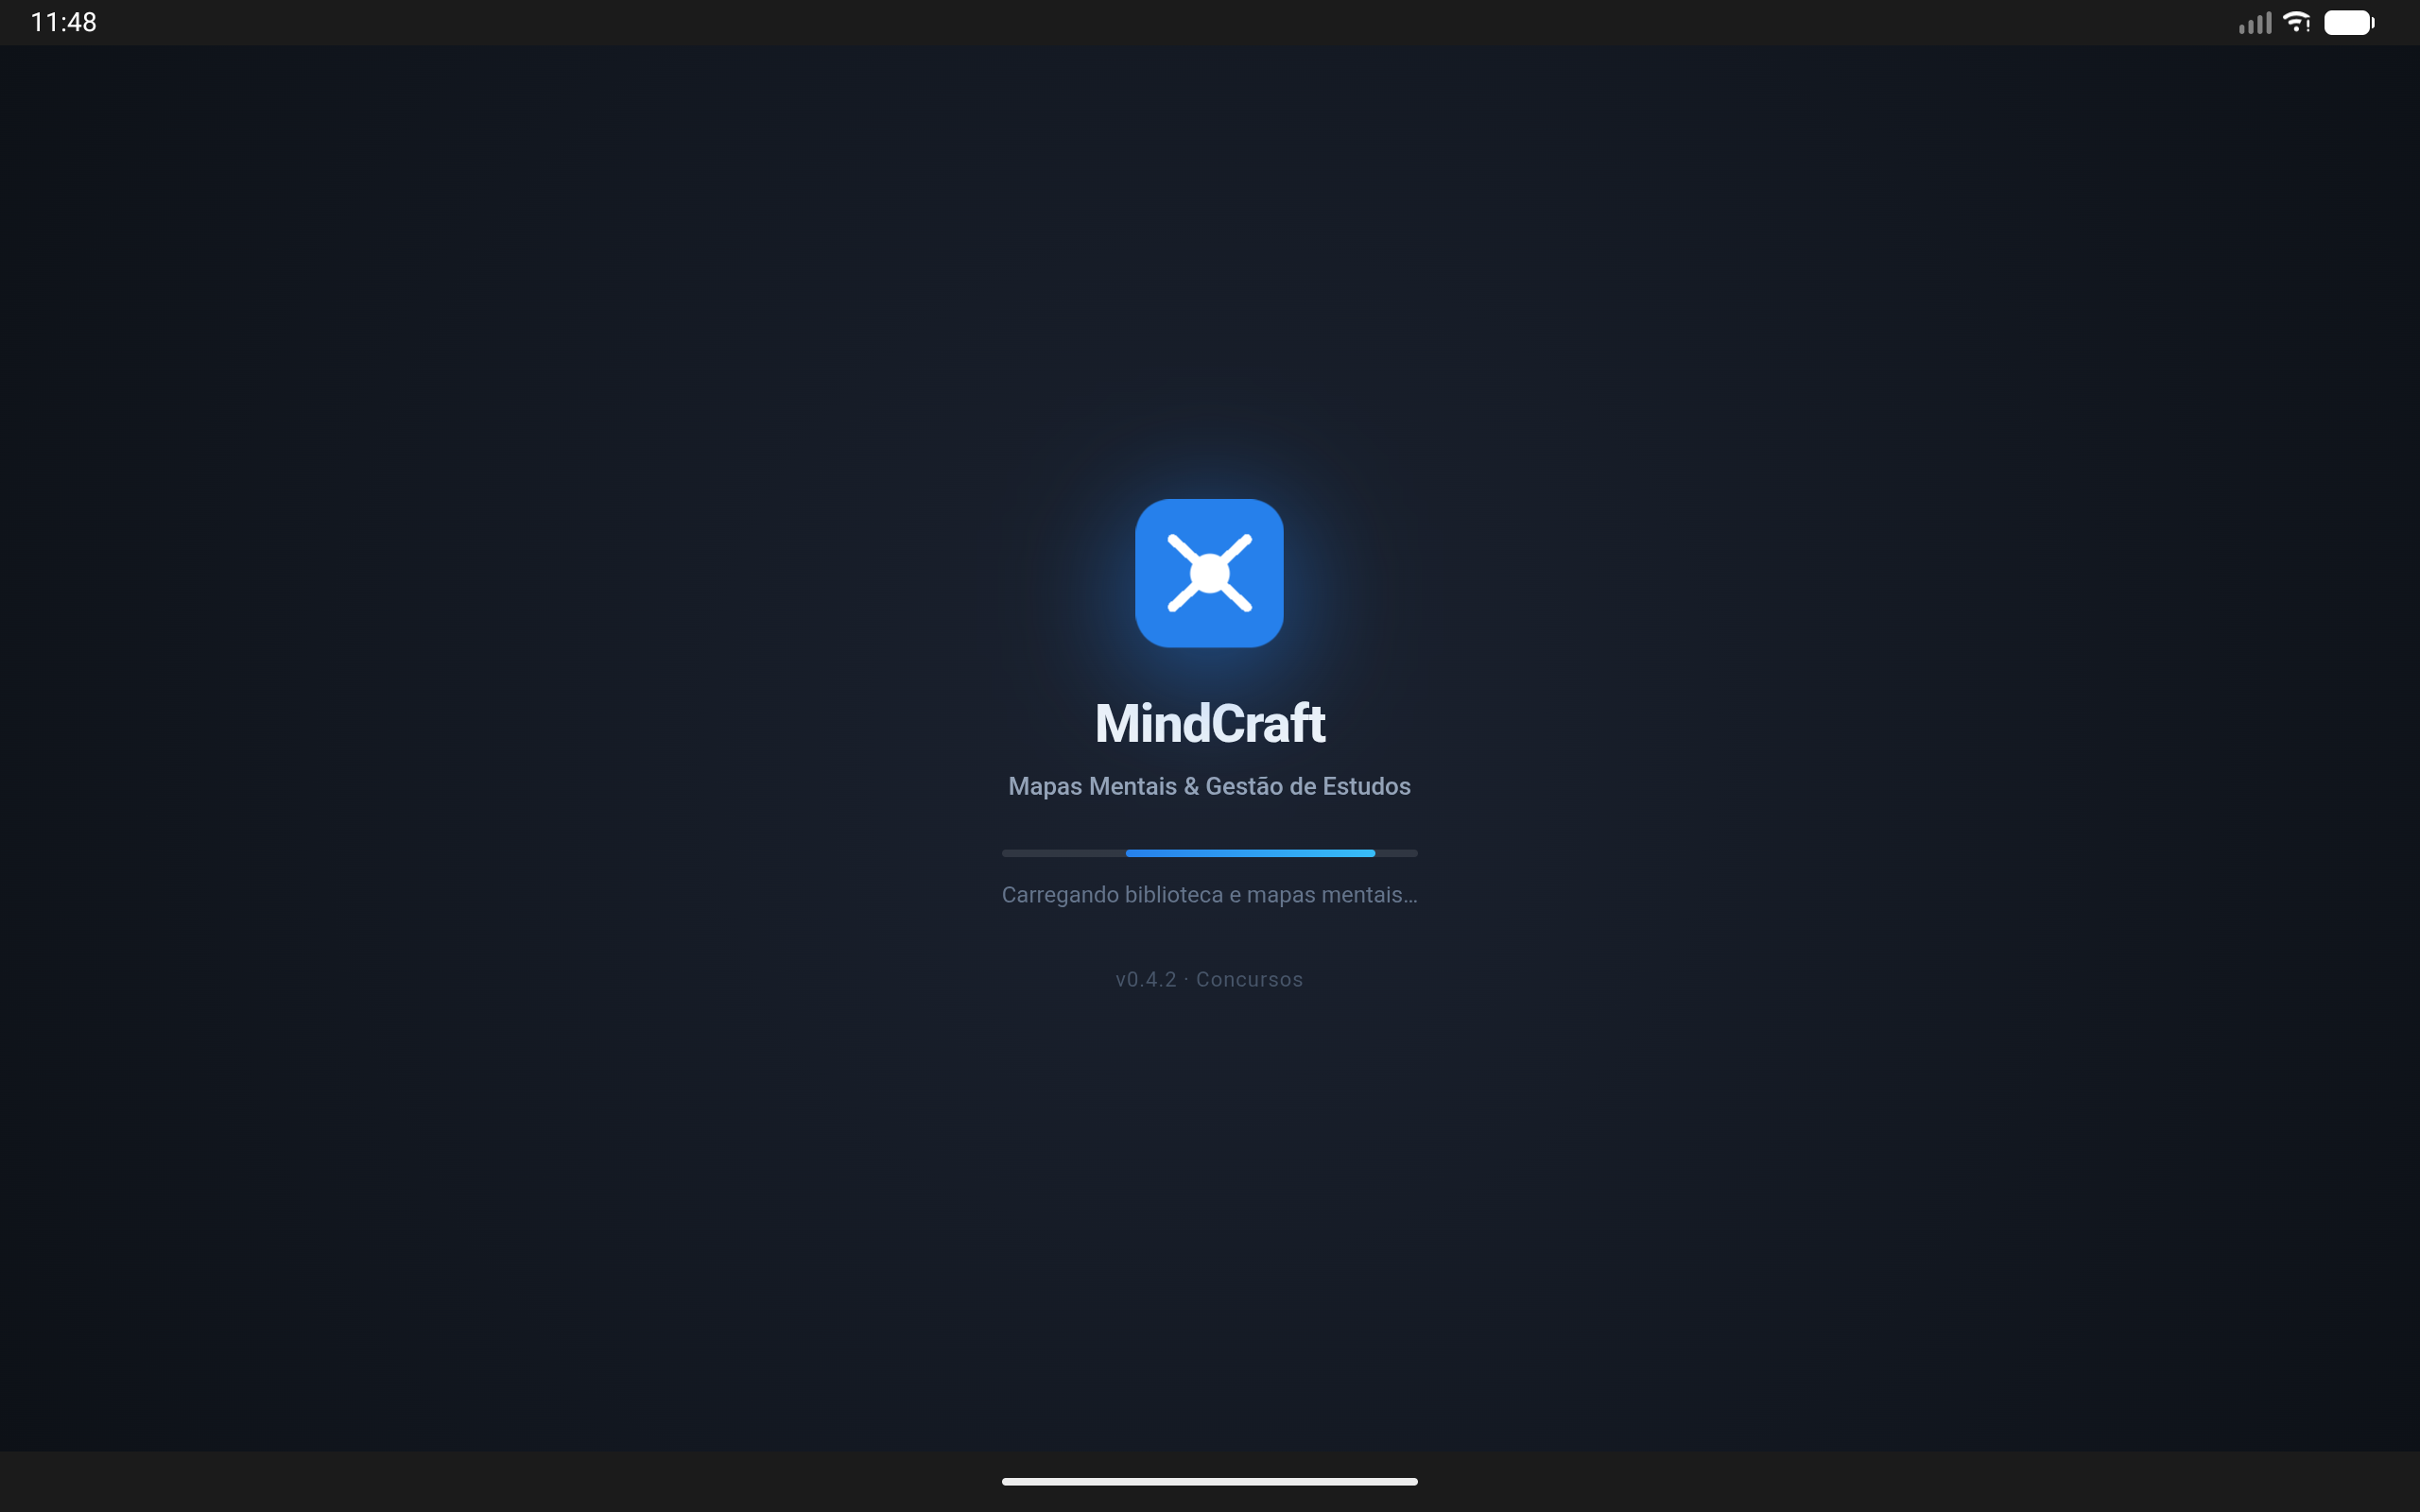 11:48
MindCraft
Mapas Mentais & Gestão de Estudos
Carregando biblioteca e mapas mentais...
v0.4.2 · Concursos